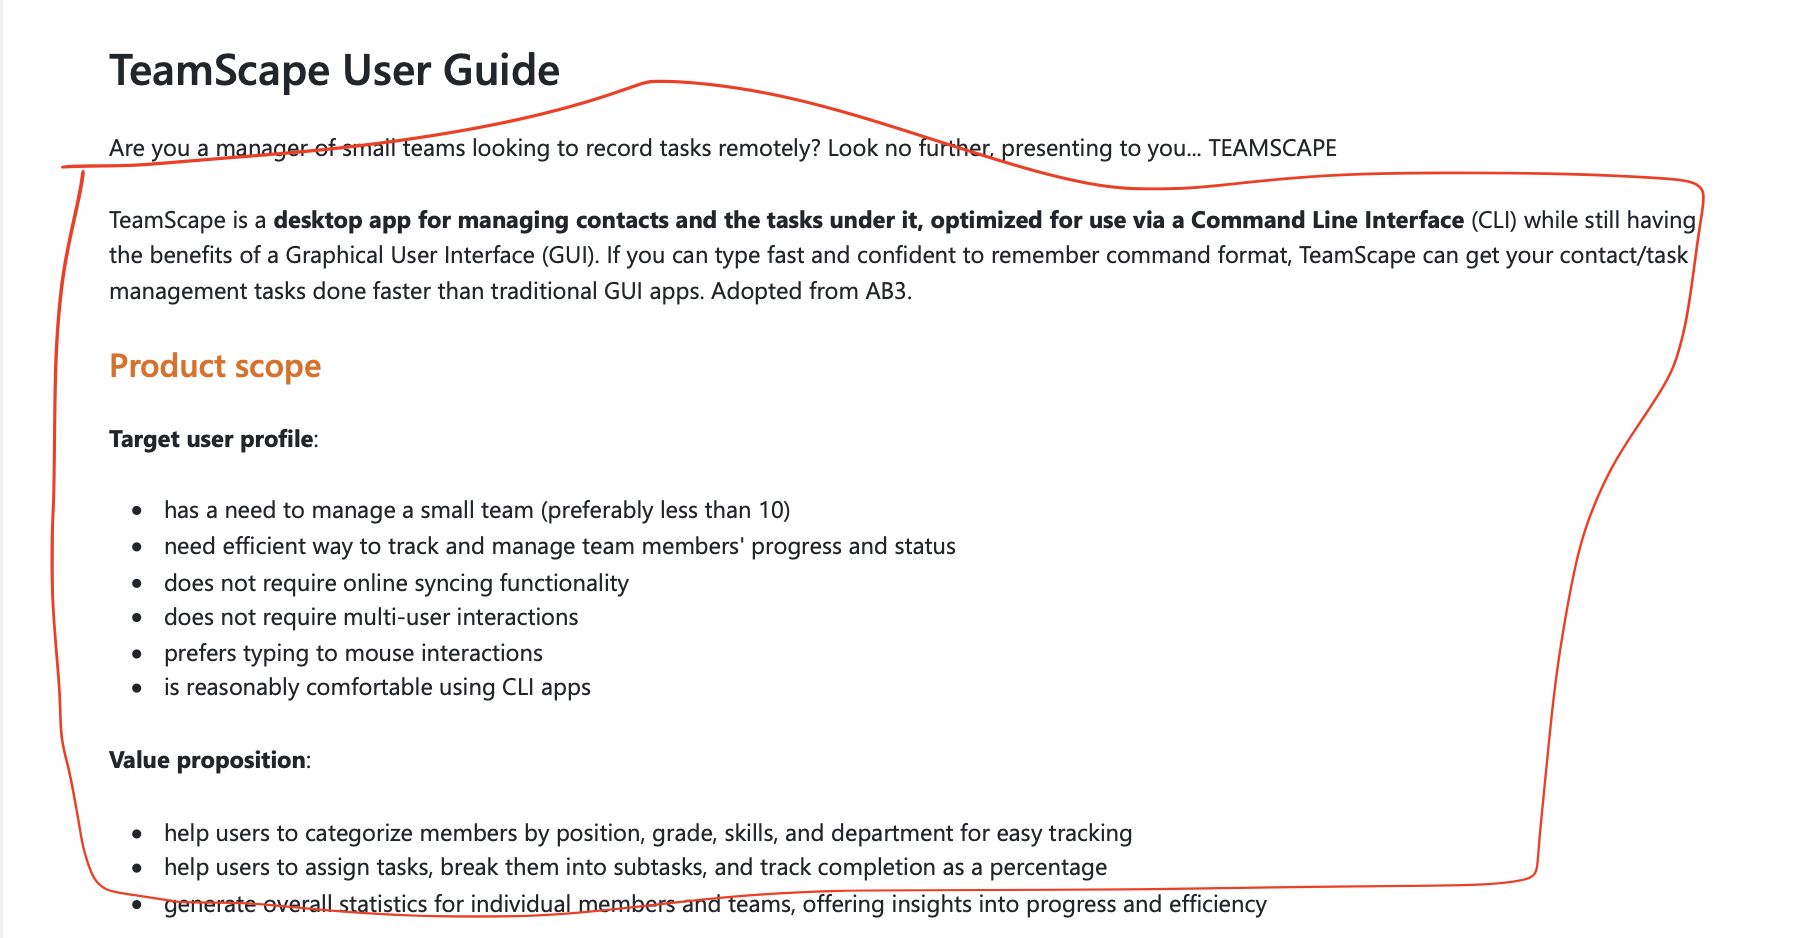 TeamScape User Guide
Are you a manager of small teams looking to record tasks remotely? Look no further, presenting to you... TEAMSCAPE
TeamScape is a desktop app for managing contacts and the tasks under it, optimized for use via a Command Line Interface (CLI) while still having
the benefits of a Graphical User Interface (GUI). If you can type fast and confident to remember command format, TeamScape can get your contact/task
management tasks done faster than traditional GUI apps. Adopted from AB3.
Product scope
Target user profile:
• has a need to manage a small team (preferably less than 10)
• need efficient way to track and manage team members' progress and status
• does not require online syncing functionality
• does not require multi-user interactions
• prefers typing to mouse interactions
• is reasonably comfortable using CLI apps
Value proposition:
• help users to categorize members by position, grade, skills, and department for easy tracking
• help users to assign tasks, break them into subtasks, and track completion as a percentage
• generate overall statistics for individual members and teams, offering insights into progress and efficiency